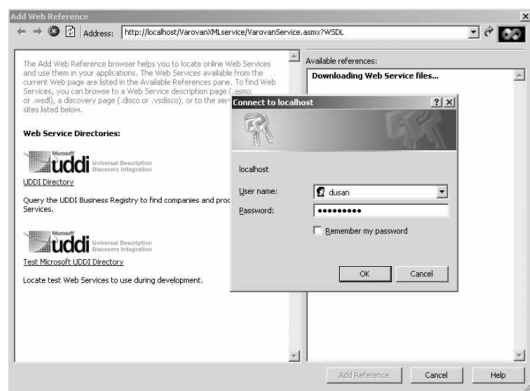 Add Web Reference
Address: http://localhost/VarovanXMLservice/VarovanService.asmx?WSDL
The Add Web Reference browser helps you to locate online Web Services
and use them in your applications. The Web Services available from the
current Web page are listed in the Available References pane. To find Web
Services, you can browse to a Web Service description page (.asmx
or .wsdl), a discovery page (.disco or .vsdisco), or to the
sites listed below.
Web Service Directories:
Microsoft
uddi Universal Description
Discovery Integration
UDDI Directory
Query the UDDI Business Registry to find companies and
Services.
Microsoft
uddi Universal Description
Discovery Integration
Test Microsoft UDDI Directory
Locate test Web Services to use during development.
Available references:
Downloading Web Service files...
Connect to localhost
localhost
User name: dusan
Password: •••••••••
Remember my password
OK Cancel
Add Reference Cancel Help